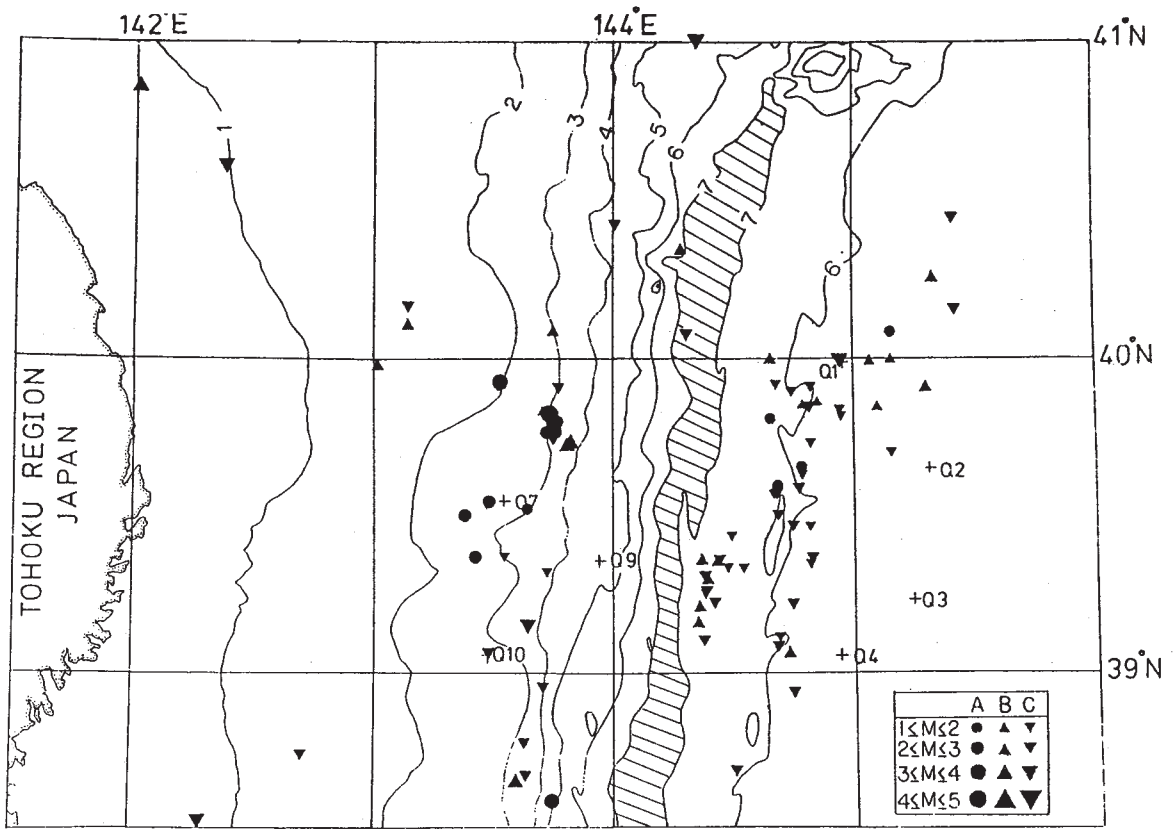 142°E
144°E
41°N
1
2
3
4
5
6
7
7
6
40°N
TOHOKU REGION
JAPAN
Q1
+Q2
+Q7
+Q9
+Q3
+Q10
+Q4
39°N
A B C
1≤M≤2
2≤M≤3
3≤M≤4
4≤M≤5